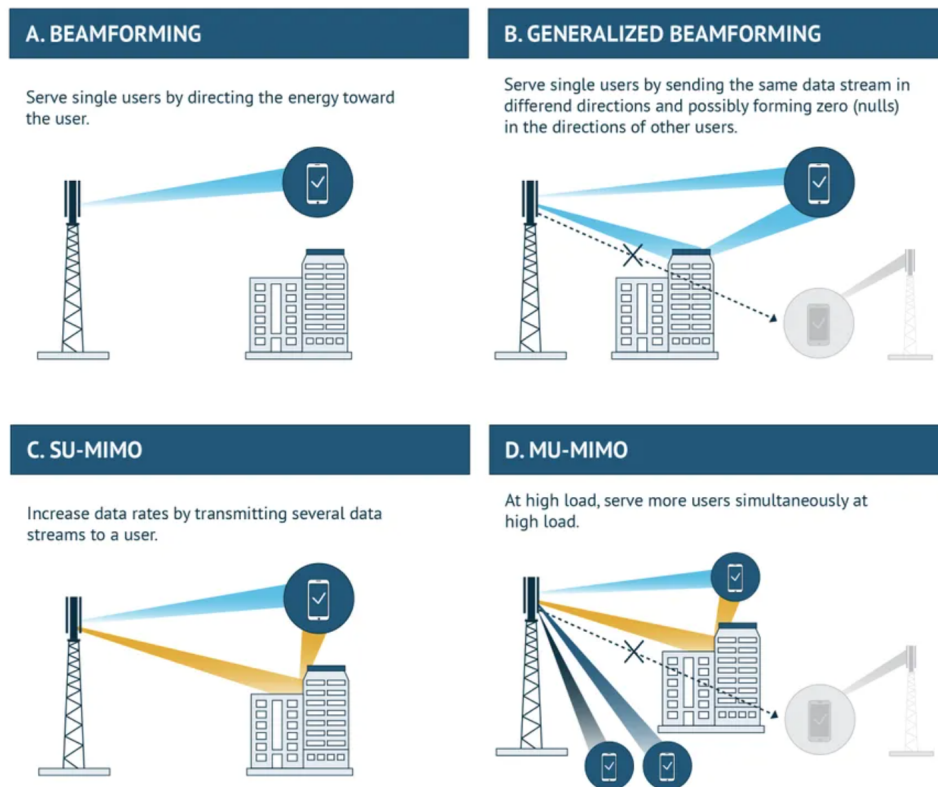 A. BEAMFORMING
Serve single users by directing the energy toward
the user.
B. GENERALIZED BEAMFORMING
Serve single users by sending the same data stream in
differend directions and possibly forming zero (nulls)
in the directions of other users.
C. SU-MIMO
Increase data rates by transmitting several data
streams to a user.
D. MU-MIMO
At high load, serve more users simultaneously at
high load.